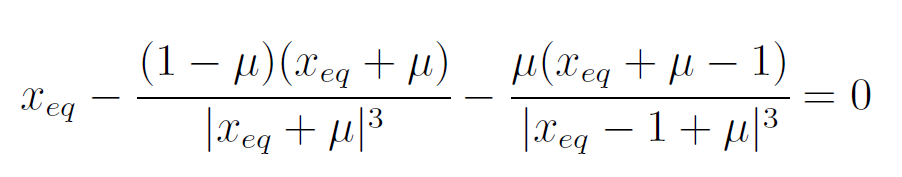 x_{eq} - \frac{(1 - \mu)(x_{eq} + \mu)}{|x_{eq} + \mu|^3} - \frac{\mu(x_{eq} + \mu - 1)}{|x_{eq} - 1 + \mu|^3} = 0